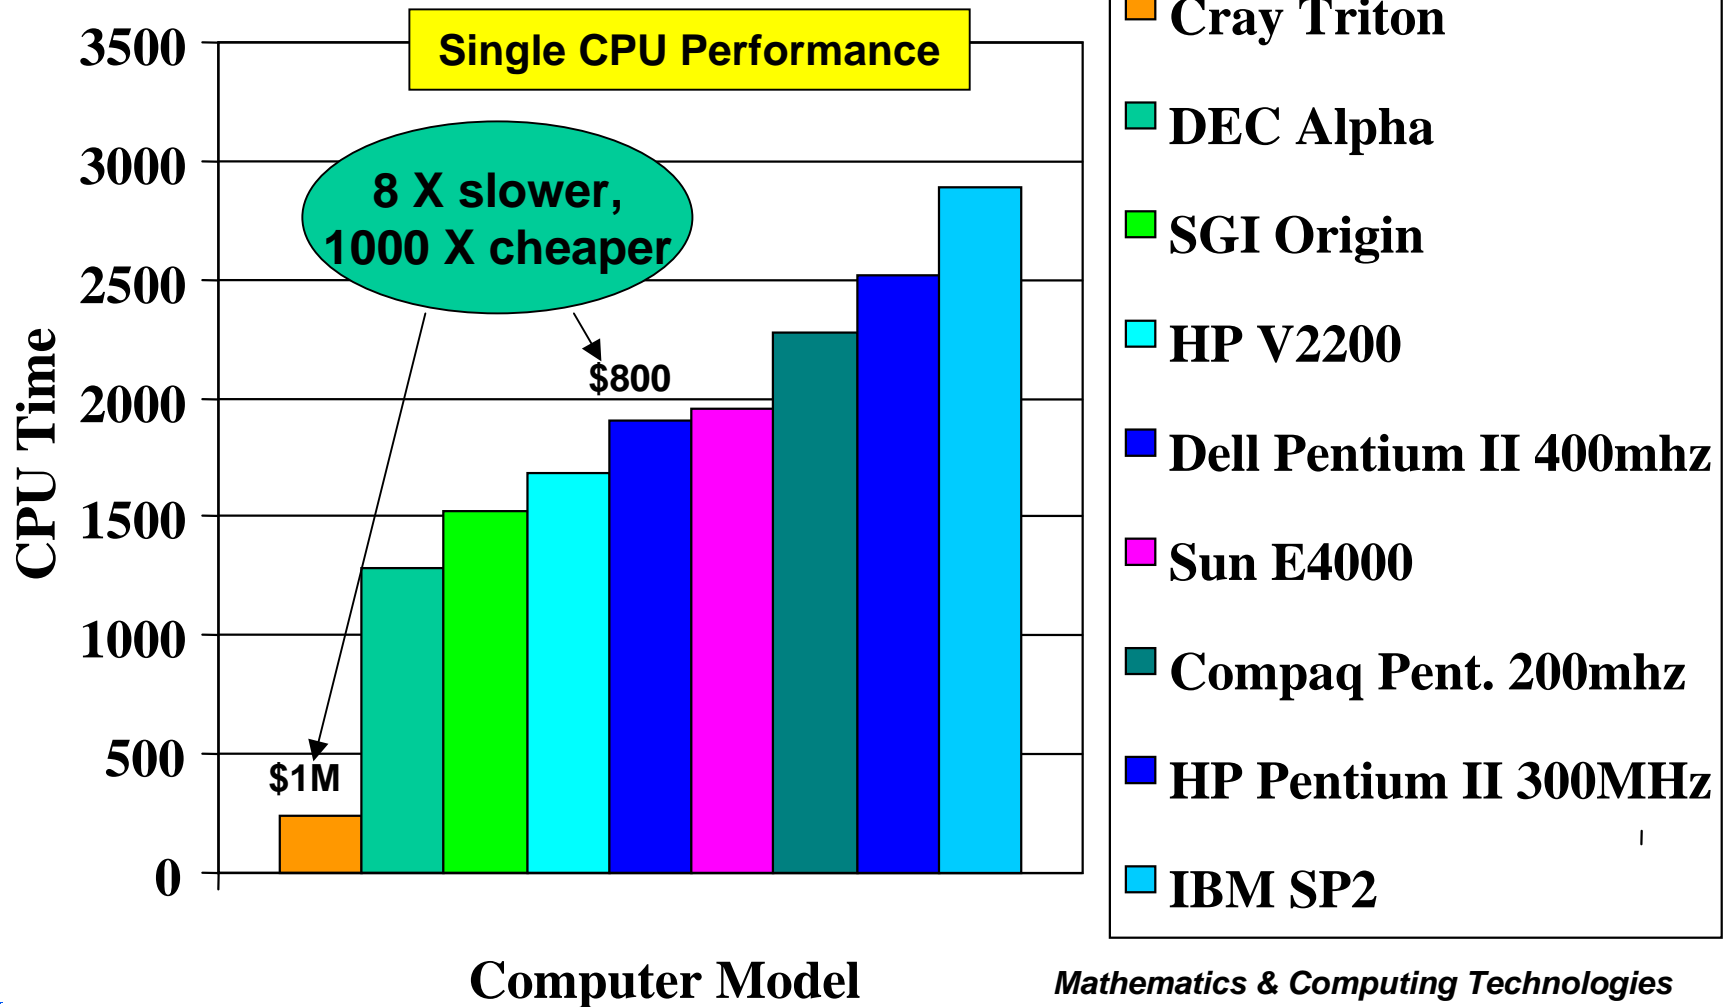 Single CPU Performance
3500
3000
2500
2000
1500
1000
500
0
CPU Time
8 X slower,
1000 X cheaper
$800
$1M
Computer Model
Cray Triton
DEC Alpha
SGI Origin
HP V2200
Dell Pentium II 400mhz
Sun E4000
Compaq Pent. 200mhz
HP Pentium II 300MHz
IBM SP2
Mathematics & Computing Technologies